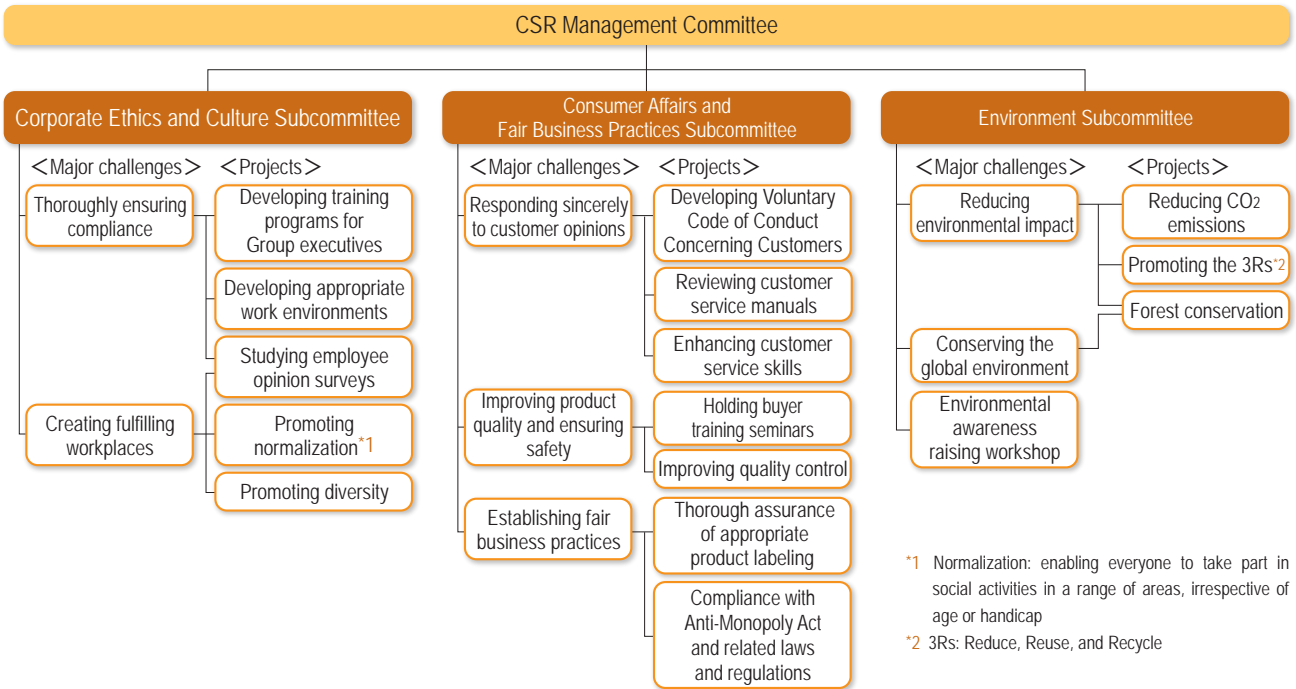 CSR Management Committee
Corporate Ethics and Culture Subcommittee
<Major challenges>
<Projects>
Thoroughly ensuring
compliance
Developing training
programs for
Group executives
Developing appropriate
work environments
Studying employee
opinion surveys
Creating fulfilling
workplaces
Promoting
normalization*1
Promoting diversity
Consumer Affairs and
Fair Business Practices Subcommittee
<Major challenges>
<Projects>
Responding sincerely
to customer opinions
Developing Voluntary
Code of Conduct
Concerning Customers
Reviewing customer
service manuals
Enhancing customer
service skills
Improving product
quality and ensuring
safety
Holding buyer
training seminars
Improving quality control
Establishing fair
business practices
Thorough assurance
of appropriate
product labeling
Compliance with
Anti-Monopoly Act
and related laws
and regulations
Environment Subcommittee
<Major challenges>
<Projects>
Reducing
environmental impact
Reducing CO2
emissions
Promoting the 3Rs*2
Forest conservation
Conserving the
global environment
Environmental
awareness
raising workshop
*1 Normalization: enabling everyone to take part in
social activities in a range of areas, irrespective of
age or handicap
*2 3Rs: Reduce, Reuse, and Recycle